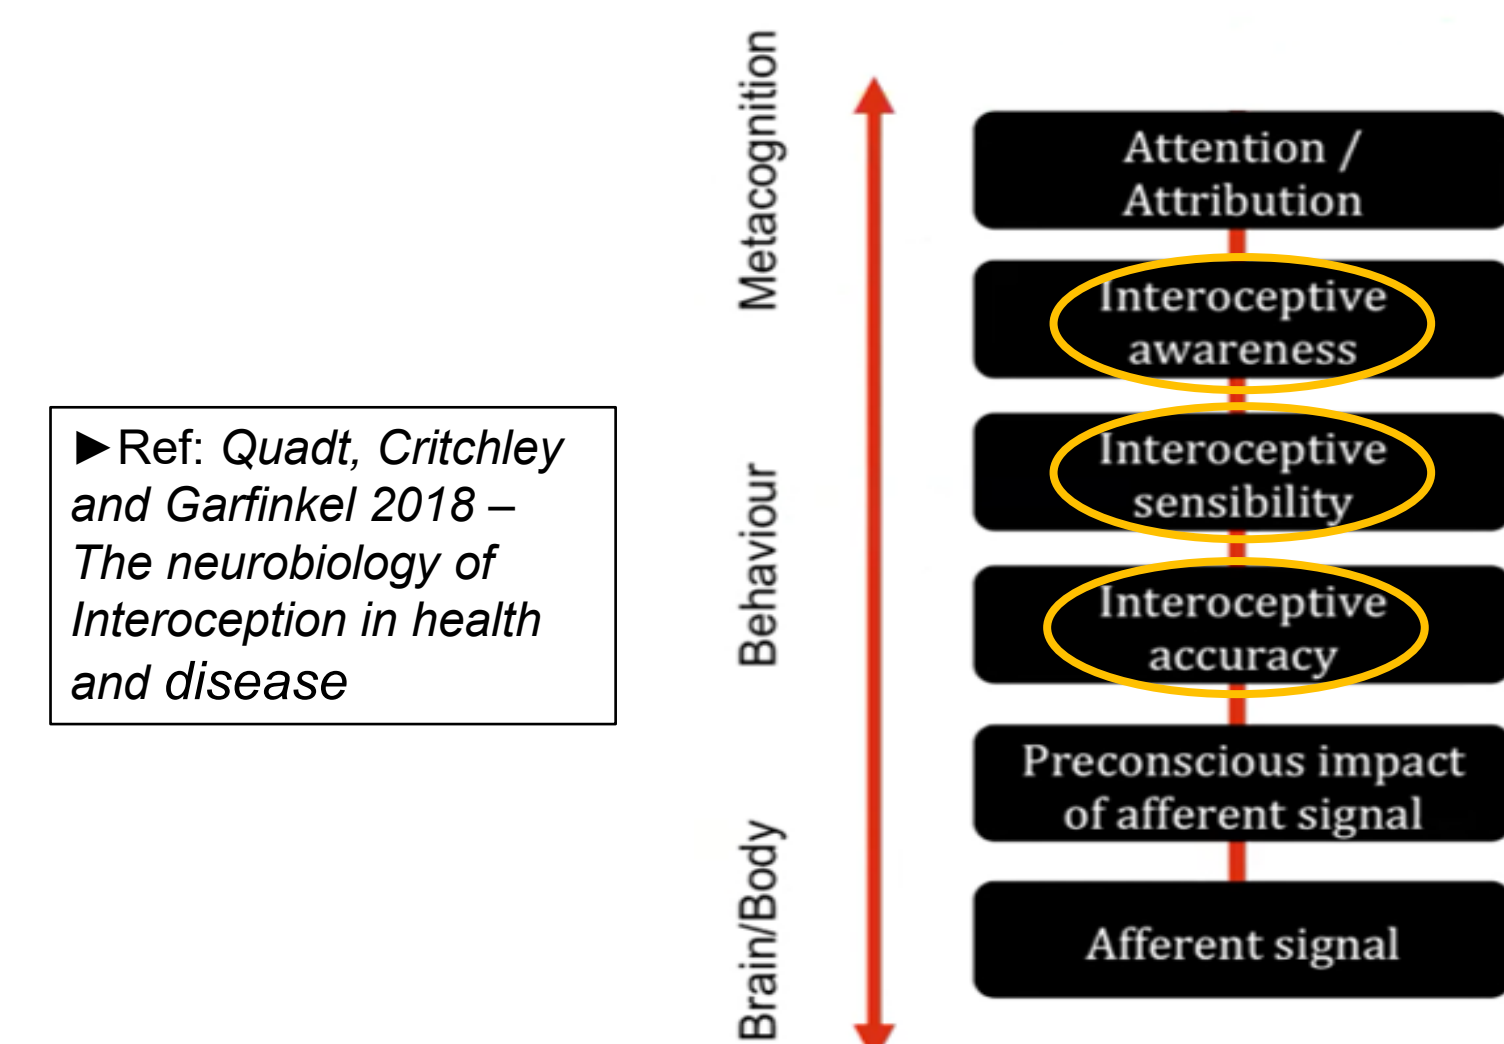 ►Ref: Quadt, Critchley
and Garfinkel 2018 –
The neurobiology of
Interoception in health
and disease
Metacognition
Behaviour
Brain/Body
Attention /
Attribution
Interoceptive
awareness
Interoceptive
sensibility
Interoceptive
accuracy
Preconscious impact
of afferent signal
Afferent signal